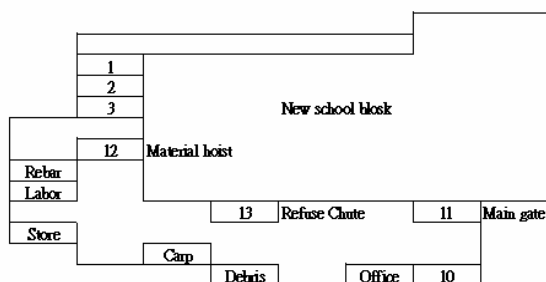 1
2
3
New school blosk
12 Material hoist
Rebar
Labor
13 Refuse Chute 11 Main gate
Store
Carp
Debris Office 10